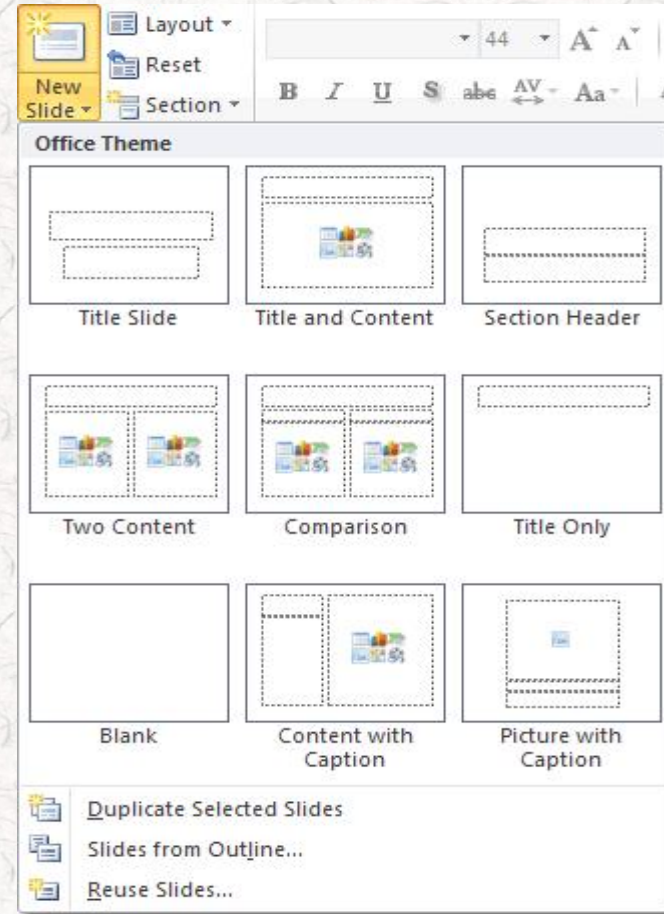 Layout
Reset
New
Slide
Section
44
A A
B I U S abc AV Aa
Office Theme
Title Slide
Title and Content
Section Header
Two Content
Comparison
Title Only
Blank
Content with
Caption
Picture with
Caption
Duplicate Selected Slides
Slides from Outline...
Reuse Slides...